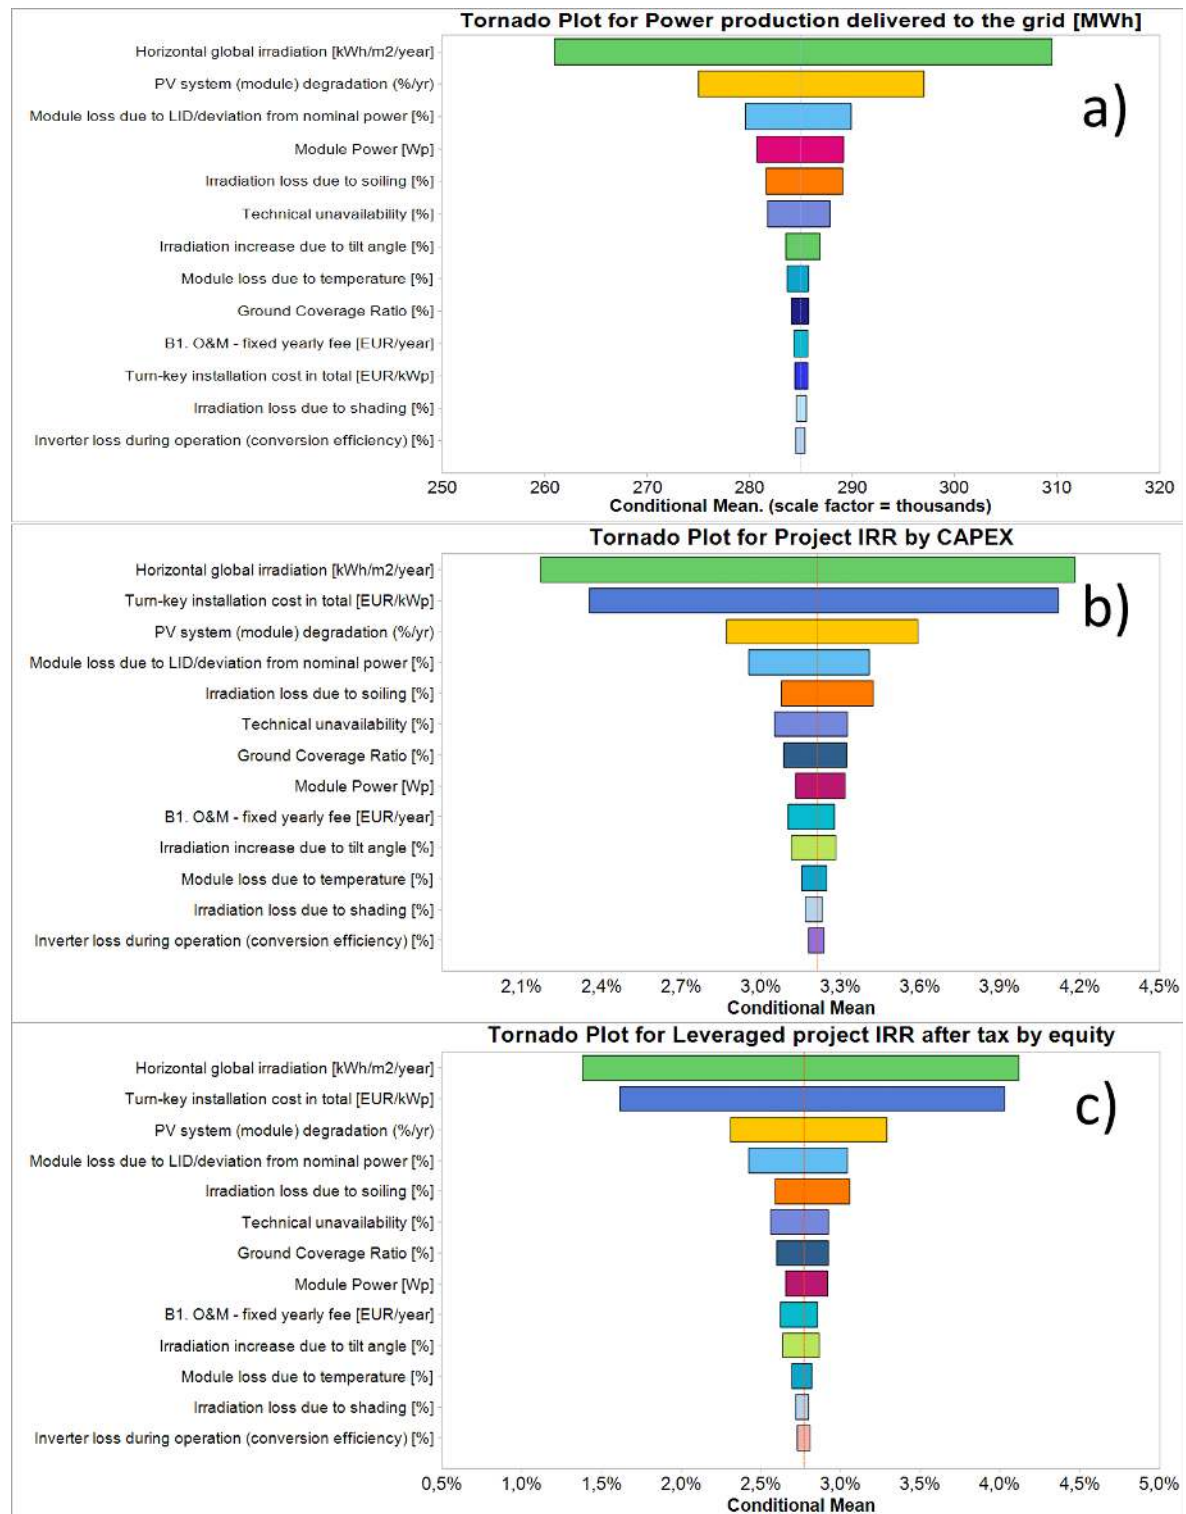 Tornado Plot for Power production delivered to the grid [MWh]
Horizontal global irradiation [kWh/m2/year]
PV system (module) degradation (%/yr)
a)
Module loss due to LID/deviation from nominal power [%]
Module Power [Wp]
Irradiation loss due to soiling [%]
Technical unavailability [%]
Irradiation increase due to tilt angle [%]
Module loss due to temperature [%]
Ground Coverage Ratio [%]
B1. O&M - fixed yearly fee [EUR/year]
Turn-key installation cost in total [EUR/kWp]
Irradiation loss due to shading [%]
Inverter loss during operation (conversion efficiency) [%]
250 260 270 280 290 300 310 320
Conditional Mean. (scale factor = thousands)
Tornado Plot for Project IRR by CAPEX
Horizontal global irradiation [kWh/m2/year]
Turn-key installation cost in total [EUR/kWp]
b)
PV system (module) degradation (%/yr)
Module loss due to LID/deviation from nominal power [%]
Irradiation loss due to soiling [%]
Technical unavailability [%]
Ground Coverage Ratio [%]
Module Power [Wp]
B1. O&M - fixed yearly fee [EUR/year]
Irradiation increase due to tilt angle [%]
Module loss due to temperature [%]
Irradiation loss due to shading [%]
Inverter loss during operation (conversion efficiency) [%]
2,1% 2,4% 2,7% 3,0% 3,3% 3,6% 3,9% 4,2% 4,5%
Conditional Mean
Tornado Plot for Leveraged project IRR after tax by equity
Horizontal global irradiation [kWh/m2/year]
Turn-key installation cost in total [EUR/kWp]
c)
PV system (module) degradation (%/yr)
Module loss due to LID/deviation from nominal power [%]
Irradiation loss due to soiling [%]
Technical unavailability [%]
Ground Coverage Ratio [%]
Module Power [Wp]
B1. O&M - fixed yearly fee [EUR/year]
Irradiation increase due to tilt angle [%]
Module loss due to temperature [%]
Irradiation loss due to shading [%]
Inverter loss during operation (conversion efficiency) [%]
0,5% 1,0% 1,5% 2,0% 2,5% 3,0% 3,5% 4,0% 4,5% 5,0%
Conditional Mean